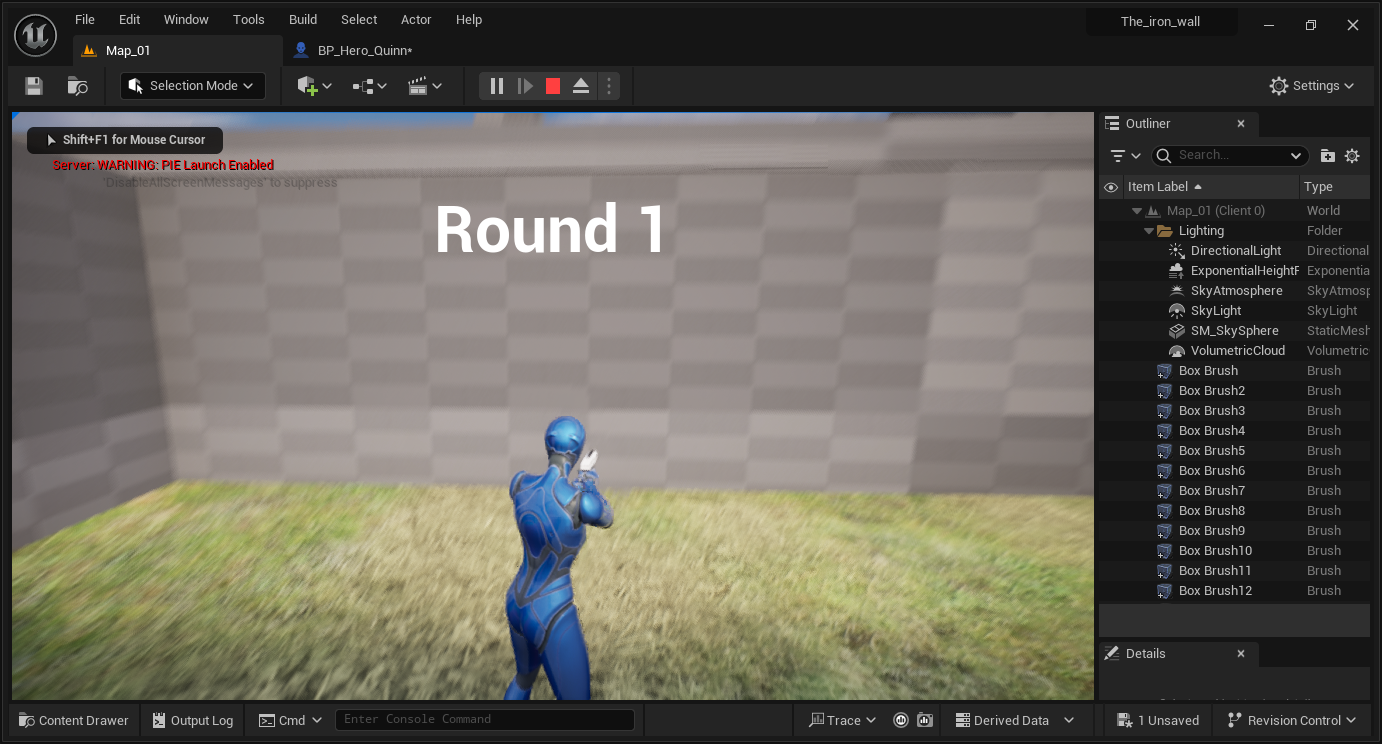 File Edit Window Tools Build Select Actor Help
The_iron_wall
Map_01
BP_Hero_Quinn*
Selection Mode
Settings
Shift+F1 for Mouse Cursor
Server: WARNING: PIE Launch Enabled
'DisableAllScreenMessages' to suppress
Round 1
Outliner
Search...
Item Label Type
Map_01 (Client 0) World
Lighting Folder
DirectionalLight Directional
ExponentialHeightF Exponentia
SkyAtmosphere SkyAtmosp
SkyLight SkyLight
SM_SkySphere StaticMesh
VolumetricCloud Volumetric
Box Brush Brush
Box Brush2 Brush
Box Brush3 Brush
Box Brush4 Brush
Box Brush5 Brush
Box Brush6 Brush
Box Brush7 Brush
Box Brush8 Brush
Box Brush9 Brush
Box Brush10 Brush
Box Brush11 Brush
Box Brush12 Brush
Details
Content Drawer Output Log Cmd Enter Console Command Trace Derived Data 1 Unsaved Revision Control